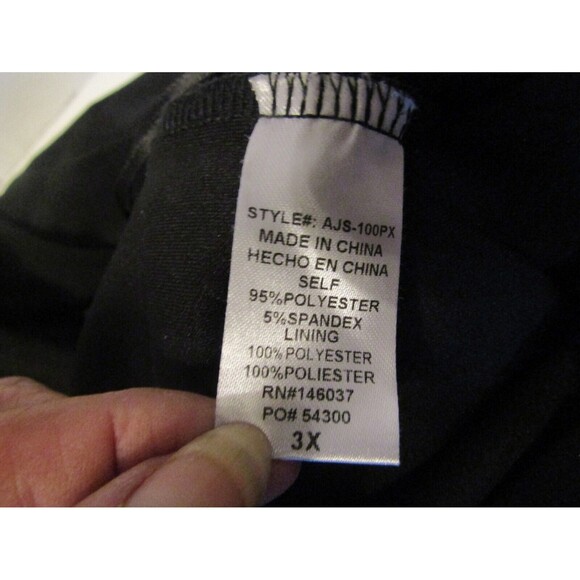 STYLE#: AJS-100PX
MADE IN CHINA
HECHO EN CHINA
SELF
95%POLYESTER
5%SPANDEX
LINING
100%POLYESTER
100%POLIESTER
RN#146037
PO# 54300
3X